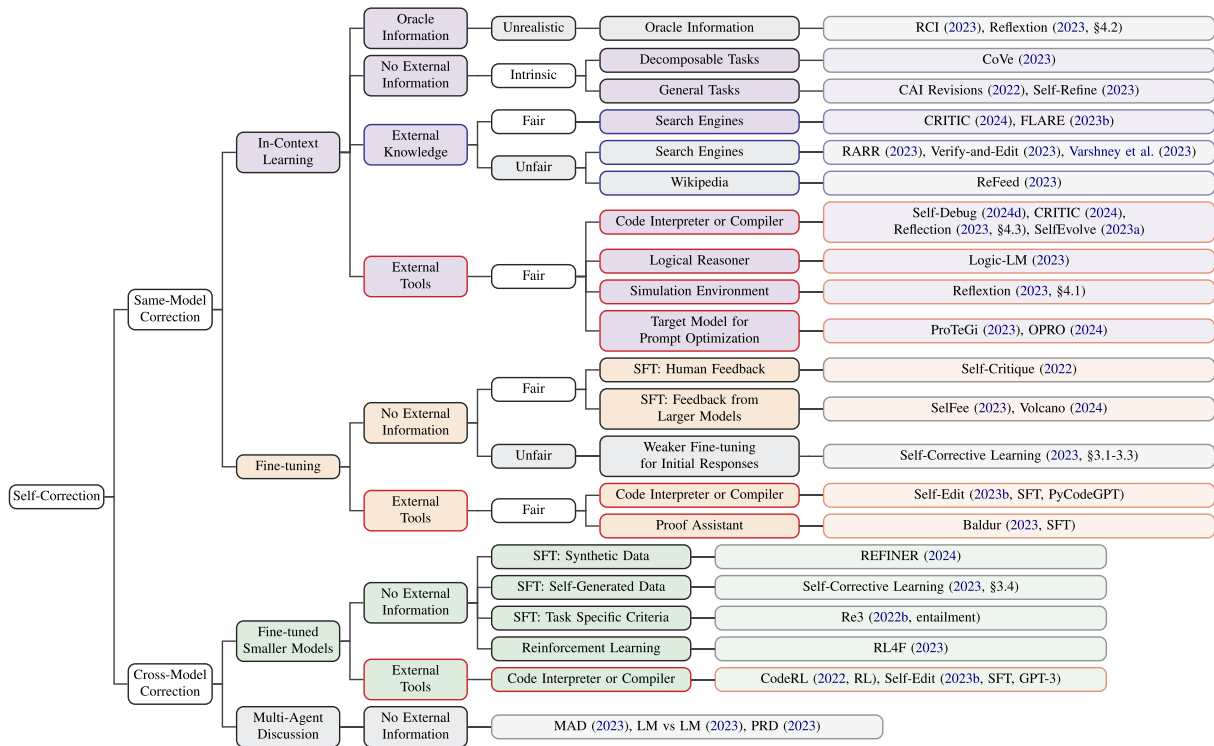 Self-Correction
Same-Model
Correction
In-Context
Learning
Oracle
Information
Unrealistic
Oracle Information
RCI (2023), Reflextion (2023, §4.2)
No External
Information
Intrinsic
Decomposable Tasks
CoVe (2023)
General Tasks
CAI Revisions (2022), Self-Refine (2023)
External
Knowledge
Fair
Search Engines
CRITIC (2024), FLARE (2023b)
Unfair
Search Engines
RARR (2023), Verify-and-Edit (2023), Varshney et al. (2023)
Wikipedia
ReFeed (2023)
External
Tools
Fair
Code Interpreter or Compiler
Self-Debug (2024d), CRITIC (2024),
Reflection (2023, §4.3), SelfEvolve (2023a)
Logical Reasoner
Logic-LM (2023)
Simulation Environment
Reflextion (2023, §4.1)
Target Model for
Prompt Optimization
ProTeGi (2023), OPRO (2024)
Fine-tuning
No External
Information
Fair
SFT: Human Feedback
Self-Critique (2022)
SFT: Feedback from
Larger Models
SelFee (2023), Volcano (2024)
Unfair
Weaker Fine-tuning
for Initial Responses
Self-Corrective Learning (2023, §3.1-3.3)
External
Tools
Fair
Code Interpreter or Compiler
Self-Edit (2023b, SFT, PyCodeGPT)
Proof Assistant
Baldur (2023, SFT)
Cross-Model
Correction
Fine-tuned
Smaller Models
No External
Information
SFT: Synthetic Data
REFINER (2024)
SFT: Self-Generated Data
Self-Corrective Learning (2023, §3.4)
SFT: Task Specific Criteria
Re3 (2022b, entailment)
Reinforcement Learning
RL4F (2023)
External
Tools
Code Interpreter or Compiler
CodeRL (2022, RL), Self-Edit (2023b, SFT, GPT-3)
Multi-Agent
Discussion
No External
Information
MAD (2023), LM vs LM (2023), PRD (2023)